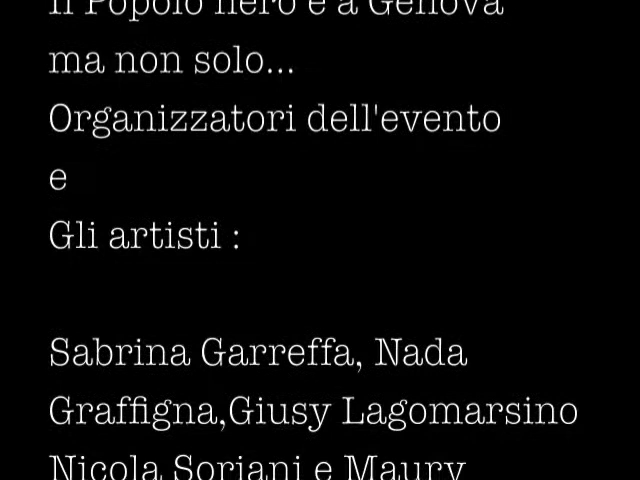 Il Popolo nero è a Genova
ma non solo...
Organizzatori dell'evento
e
Gli artisti :
Sabrina Garreffa, Nada
Graffigna,Giusy Lagomarsino
Nicola Soriani e Maury